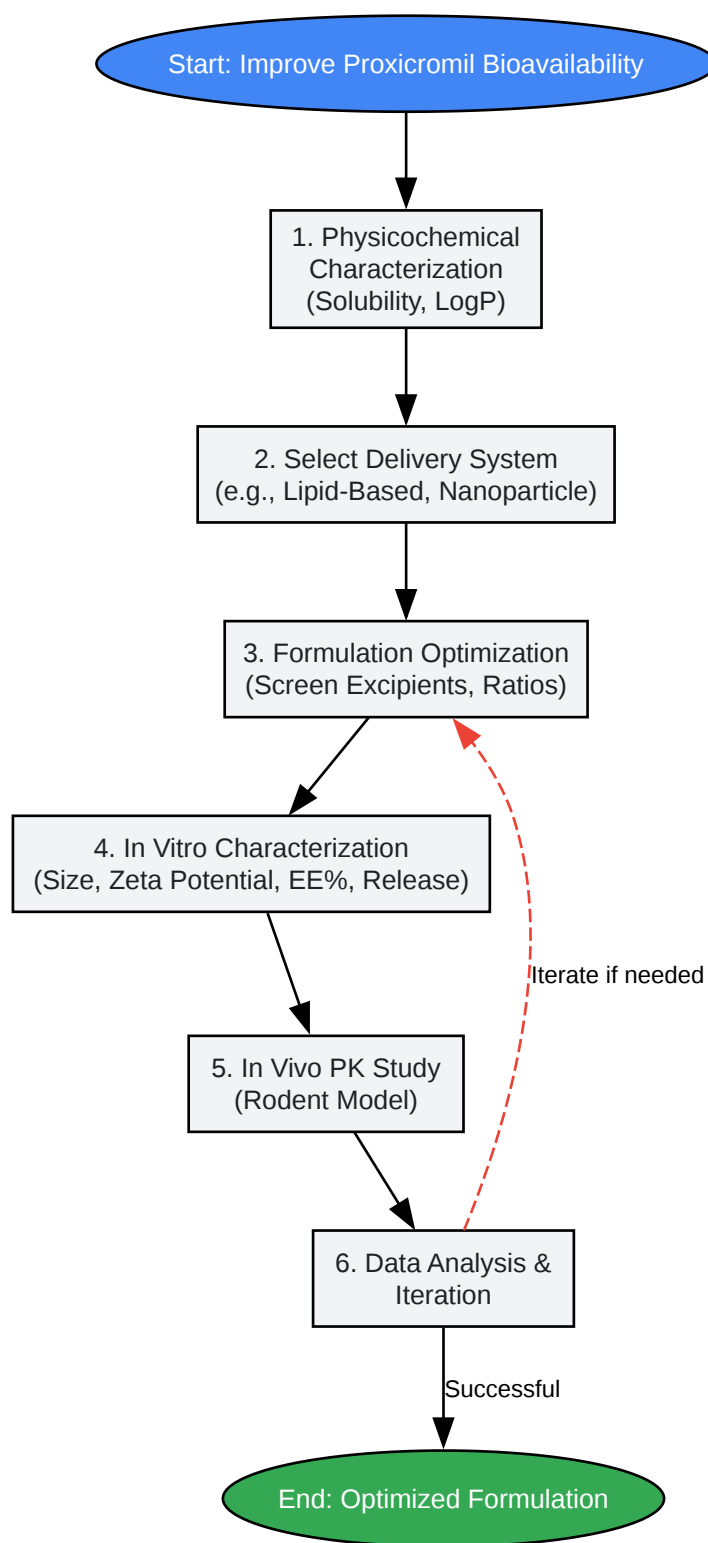 Start: Improve Proxicromil Bioavailability
1. Physicochemical
Characterization
(Solubility, LogP)
2. Select Delivery System
(e.g., Lipid-Based, Nanoparticle)
3. Formulation Optimization
(Screen Excipients, Ratios)
4. In Vitro Characterization
(Size, Zeta Potential, EE%, Release)
Iterate if needed
5. In Vivo PK Study
(Rodent Model)
6. Data Analysis &
Iteration
Successful
End: Optimized Formulation